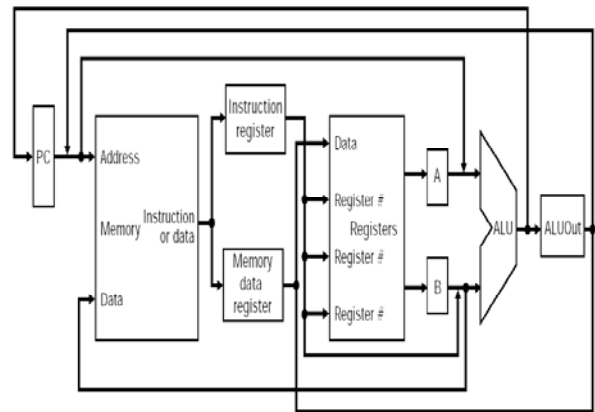 PC
Address
Memory
Instruction
or data
Data
Instruction
register
Memory
data
register
Data
Register #
Registers
Register #
Register #
A
B
ALU
ALUOut